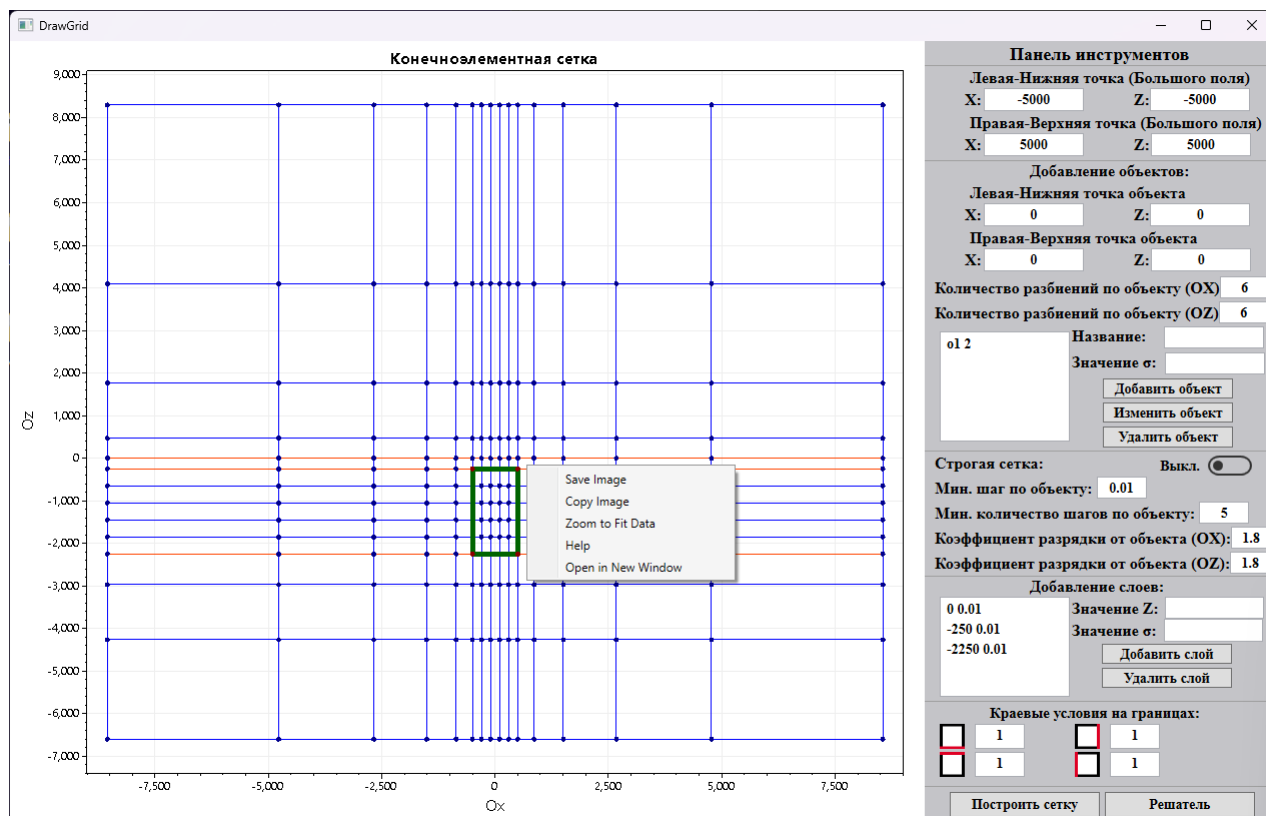 DrawGrid
Конечноэлементная сетка
9,000
8,000
7,000
6,000
5,000
4,000
3,000
2,000
1,000
0
-1,000
-2,000
-3,000
-4,000
-5,000
-6,000
-7,000
Oz
-7,500 -5,000 -2,500 0 2,500 5,000 7,500
Ox
Save Image
Copy Image
Zoom to Fit Data
Help
Open in New Window
Панель инструментов
Левая-Нижняя точка (Большого поля)
X: -5000 Z: -5000
Правая-Верхняя точка (Большого поля)
X: 5000 Z: 5000
Добавление объектов:
Левая-Нижняя точка объекта
X: 0 Z: 0
Правая-Верхняя точка объекта
X: 0 Z: 0
Количество разбиений по объекту (OX) 6
Количество разбиений по объекту (OZ) 6
o1 2
Название:
Значение σ:
Добавить объект
Изменить объект
Удалить объект
Строгая сетка: Выкл.
Мин. шаг по объекту: 0.01
Мин. количество шагов по объекту: 5
Коэффициент разрядки от объекта (OX): 1.8
Коэффициент разрядки от объекта (OZ): 1.8
Добавление слоев:
0 0.01
-250 0.01
-2250 0.01
Значение Z:
Значение σ:
Добавить слой
Удалить слой
Краевые условия на границах:
1 1
1 1
Построить сетку Решатель